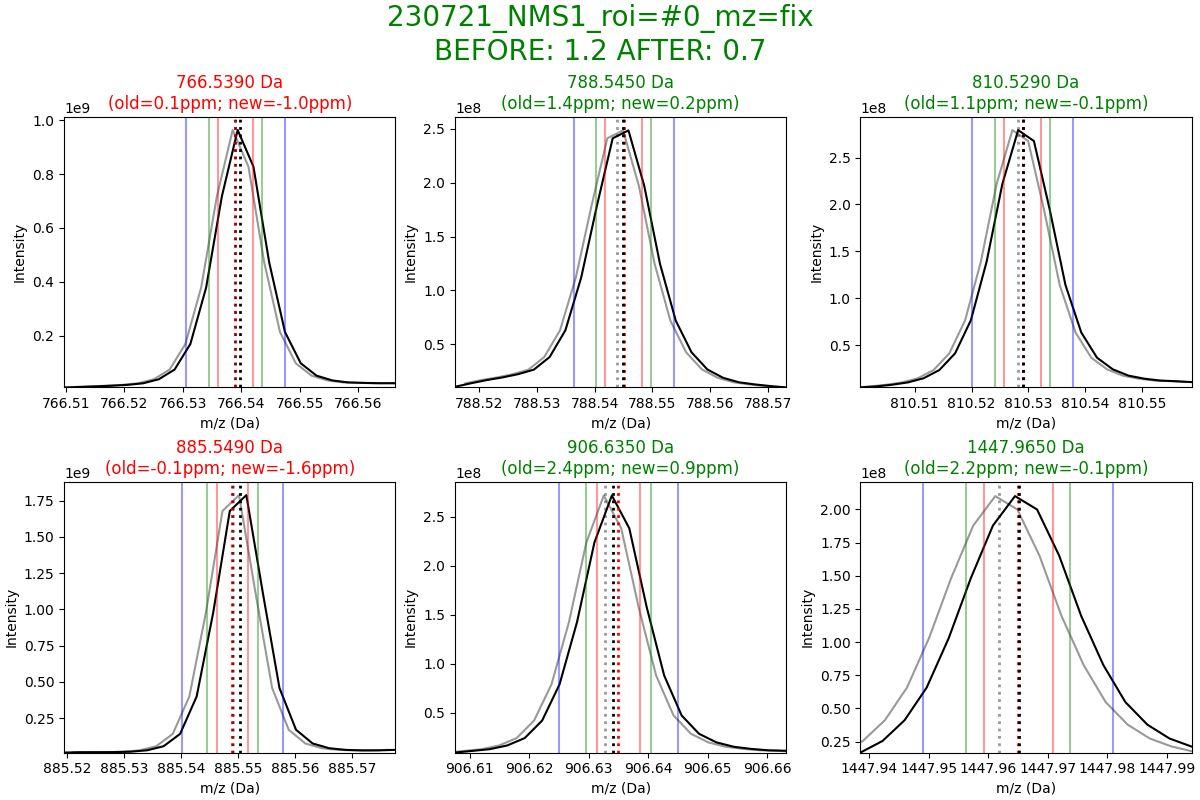 230721_NMS1_roi=#0_mz=fix
BEFORE: 1.2 AFTER: 0.7
766.5390 Da
(old=0.1ppm; new=-1.0ppm)
1e9
1.0
0.8
0.6
0.4
0.2
Intensity
766.51 766.52 766.53 766.54 766.55 766.56
m/z (Da)
788.5450 Da
(old=1.4ppm; new=0.2ppm)
1e8
2.5
2.0
1.5
1.0
0.5
Intensity
788.52 788.53 788.54 788.55 788.56 788.57
m/z (Da)
810.5290 Da
(old=1.1ppm; new=-0.1ppm)
1e8
2.5
2.0
1.5
1.0
0.5
Intensity
810.51 810.52 810.53 810.54 810.55
m/z (Da)
885.5490 Da
(old=-0.1ppm; new=-1.6ppm)
1e9
1.75
1.50
1.25
1.00
0.75
0.50
0.25
Intensity
885.52 885.53 885.54 885.55 885.56 885.57
m/z (Da)
906.6350 Da
(old=2.4ppm; new=0.9ppm)
1e8
2.5
2.0
1.5
1.0
0.5
Intensity
906.61 906.62 906.63 906.64 906.65 906.66
m/z (Da)
1447.9650 Da
(old=2.2ppm; new=-0.1ppm)
1e8
2.00
1.75
1.50
1.25
1.00
0.75
0.50
0.25
Intensity
1447.94 1447.95 1447.96 1447.97 1447.98 1447.99
m/z (Da)